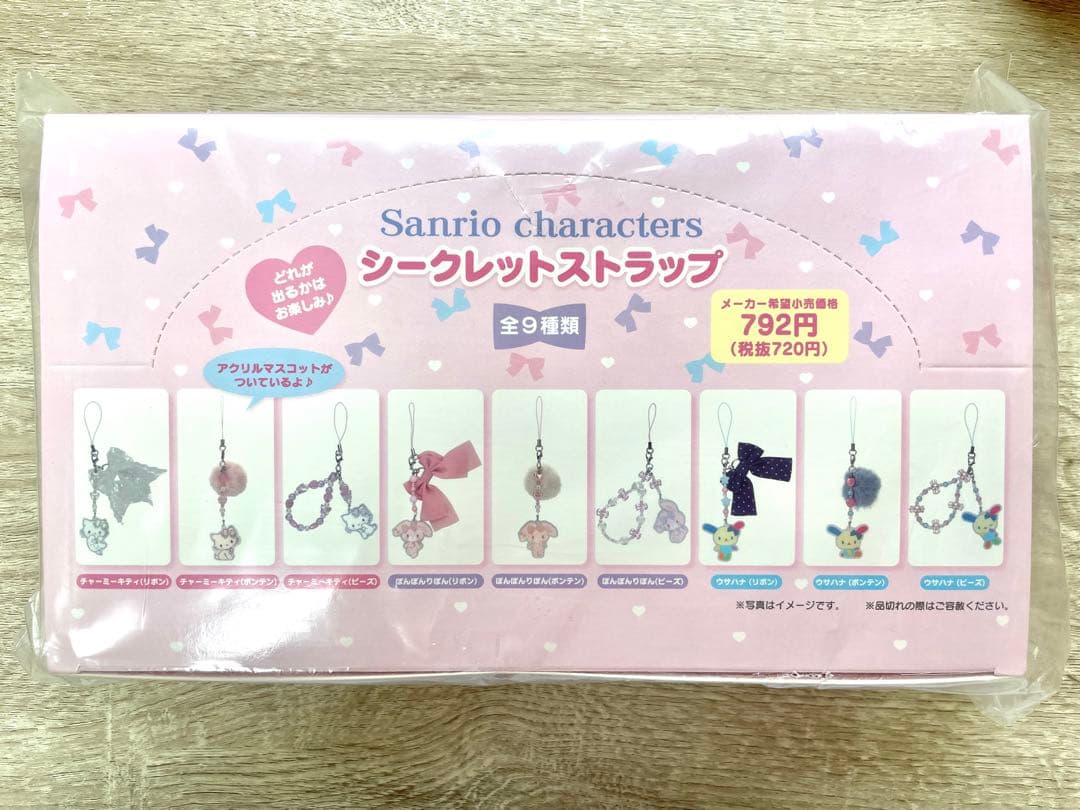 Sanrio characters
シークレットストラップ
どれが
出るかは
お楽しみ♪
全9種類
メーカー希望小売価格
792円
(税抜720円)
アクリルマスコットが
ついているよ♪
チャーミーキティ(リボン)
チャーミーキティ(ポンテン)
チャーミーキティ(ビーズ)
ぼんぼんりぼん(リボン)
ぼんぼんりぼん(ポンテン)
ぼんぼんりぼん(ビーズ)
ウサハナ(リボン)
ウサハナ(ポンテン)
ウサハナ(ビーズ)
※写真はイメージです。 ※品切れの際はご容赦ください。